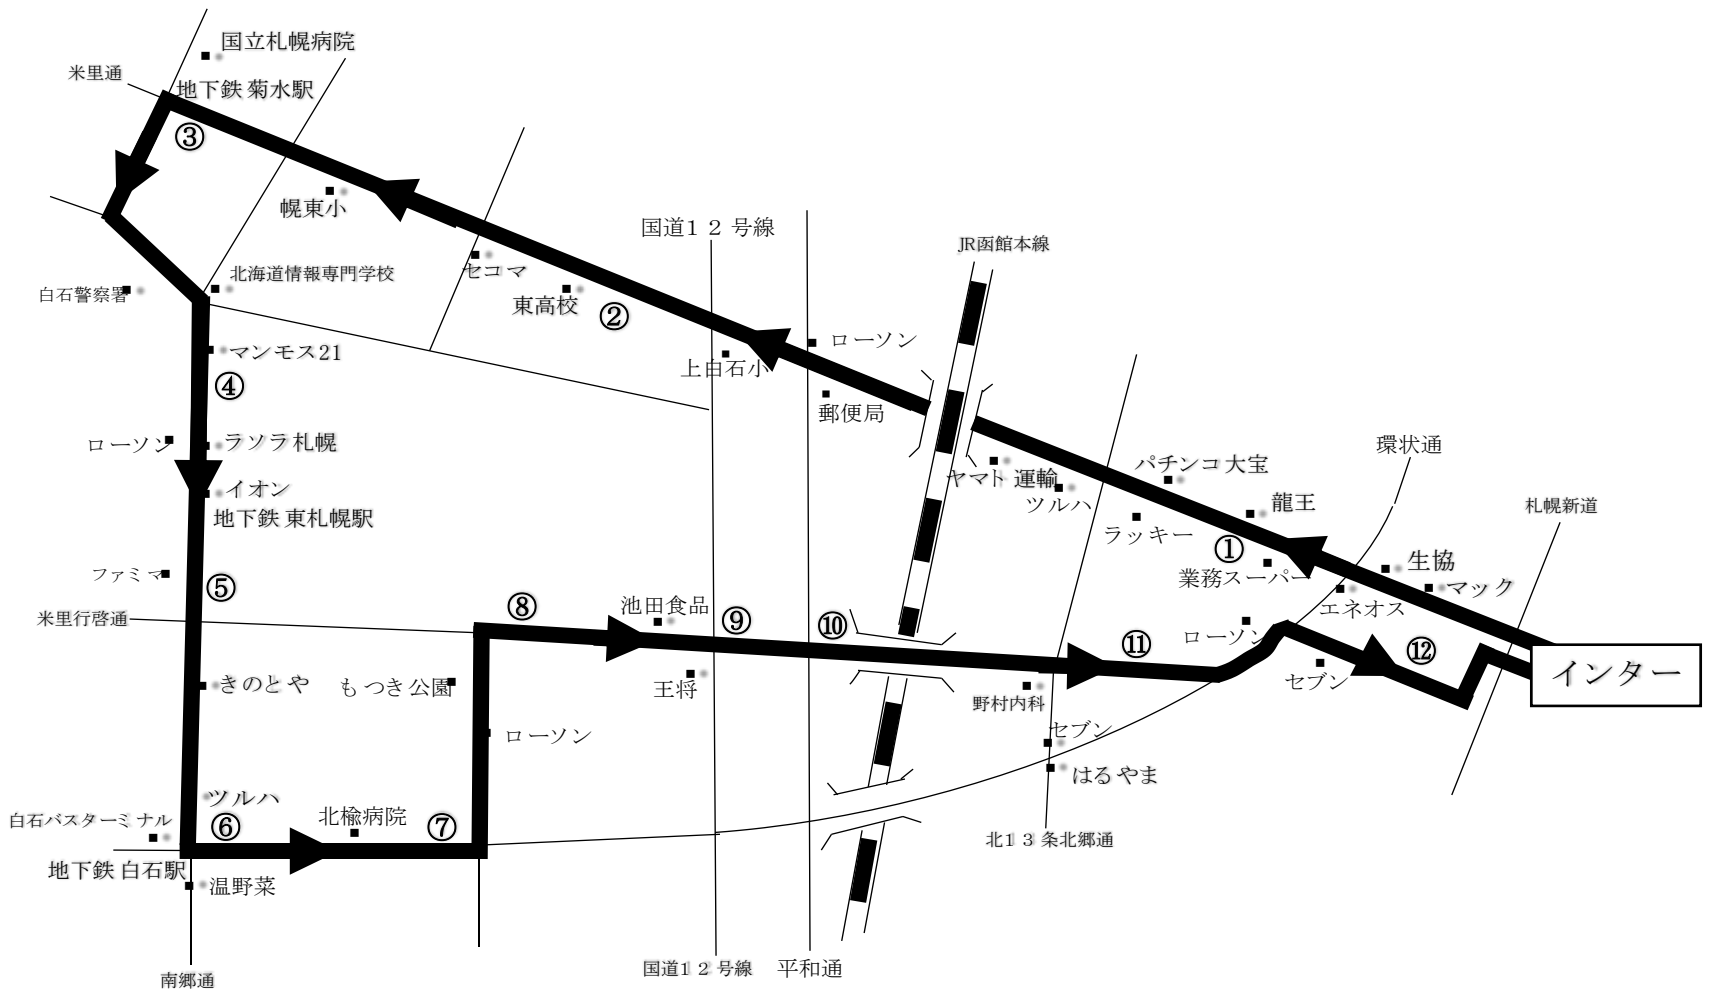 国立札幌病院
米里通
地下鉄 菊水駅
③
幌東小
国道１２ 号線
JR函館本線
北海道情報専門学校
セコマ
白石警察署
東高校
②
ローソン
マンモス21
上白石小
④
郵便局
ローソン
ラソラ札幌
環状通
パチンコ大宝
ヤマト 運輸
ツルハ
イオン
龍王
札幌新道
地下鉄 東札幌駅
ラッキー
①
生協
ファミマ
⑤
業務スーパー
マック
米里行啓通
⑧
池田食品
⑨
⑩
エネオス
ローソン
⑪
⑫
インター
きのとや
もつき公園
王将
セブン
野村内科
ローソン
セブン
はるやま
ツルハ
白石バスターミナル
⑥
北楡病院
⑦
北１３ 条北郷通
地下鉄 白石駅
温野菜
南郷通
国道１２ 号線
平和通